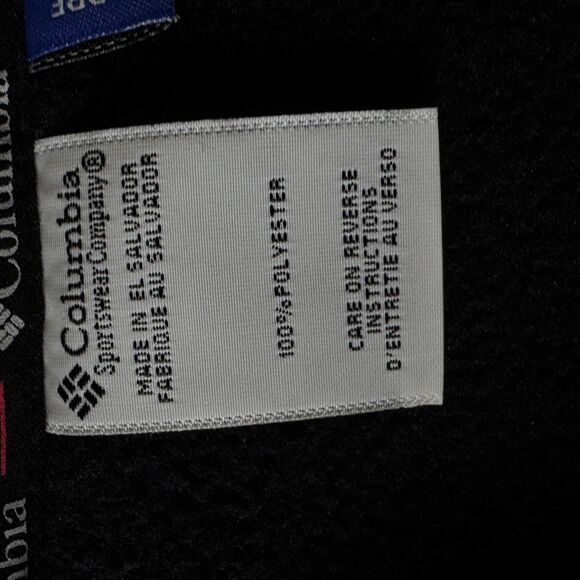 Columbia
Sportswear Company®
MADE IN EL SALVADOR
FABRIQUE AU SALVADOR
100%POLYESTER
CARE ON REVERSE
INSTRUCTIONS
D'ENTRETIE AU VERSO
Columbia